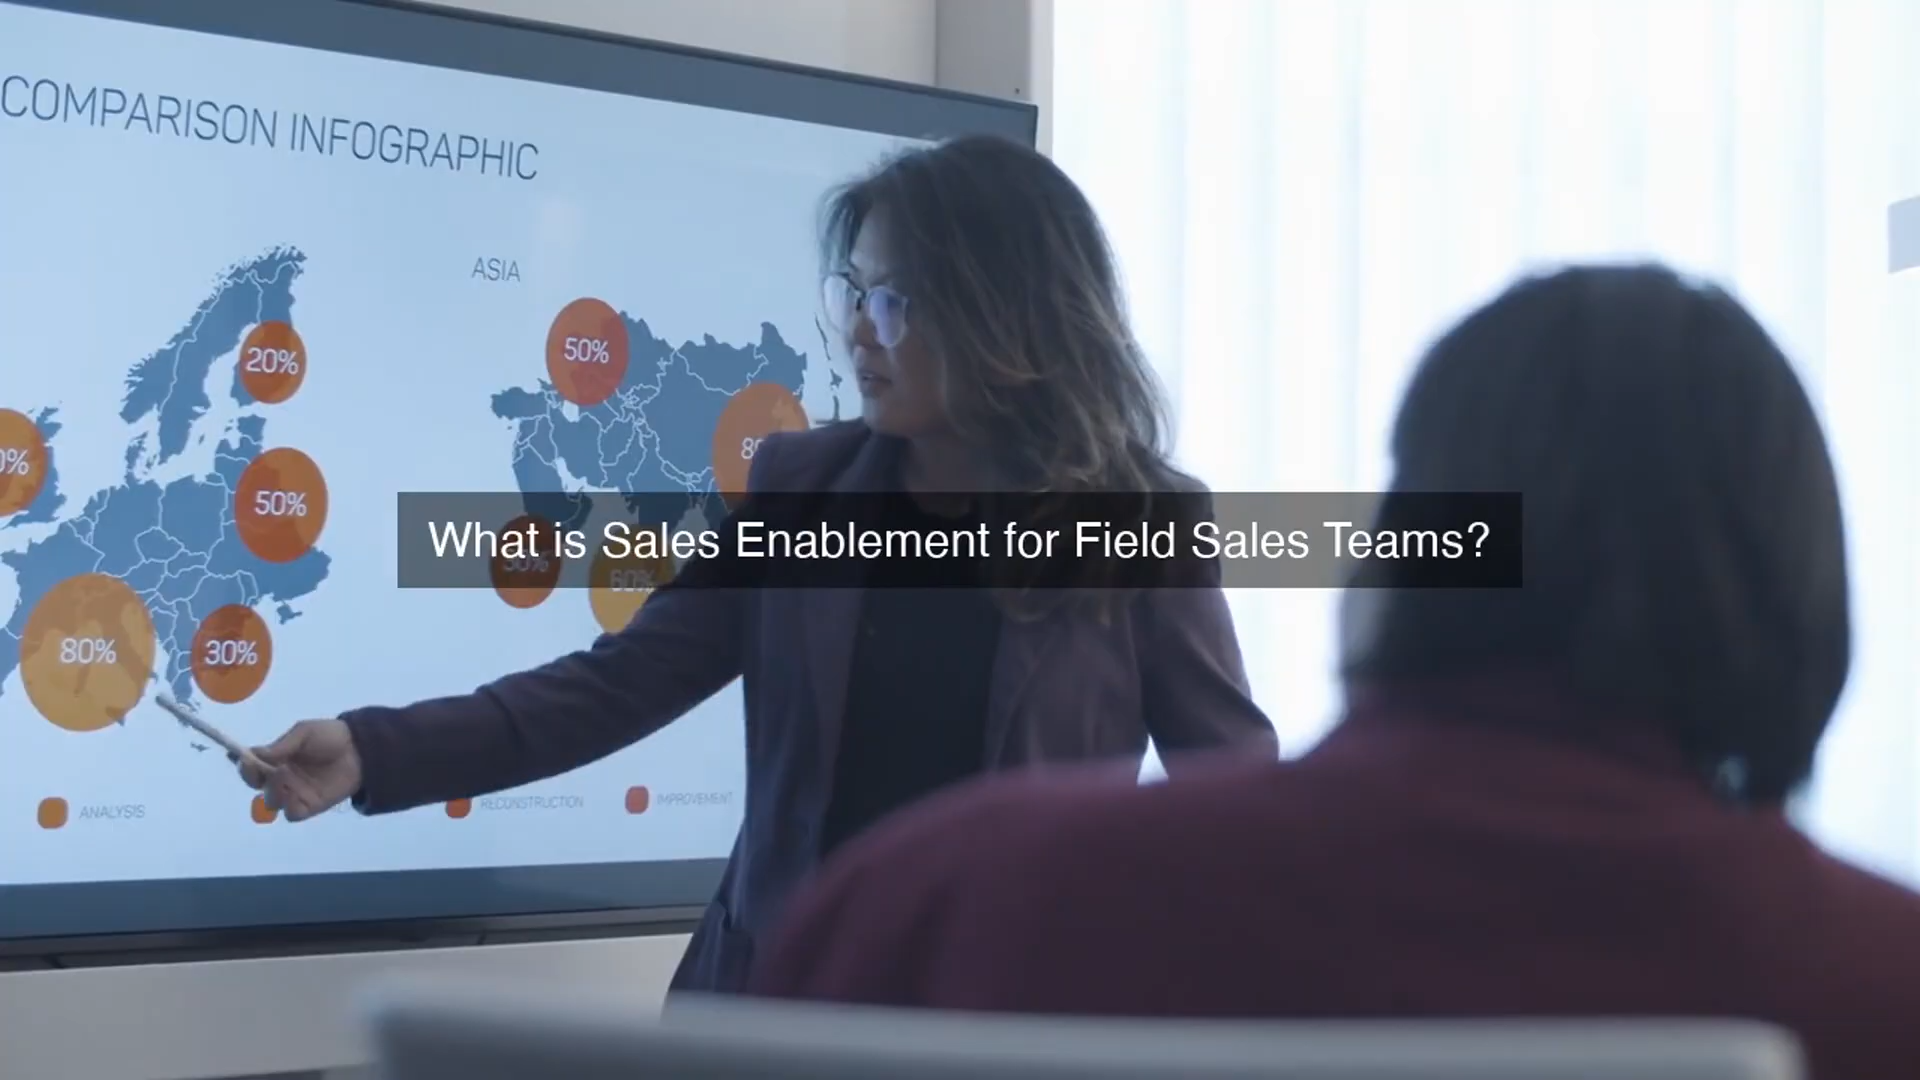 COMPARISON INFOGRAPHIC
ASIA
20%
50%
50%
80%
30%
What is Sales Enablement for Field Sales Teams?
ANALYSIS
RECONSTRUCTION
IMPROVEMENT